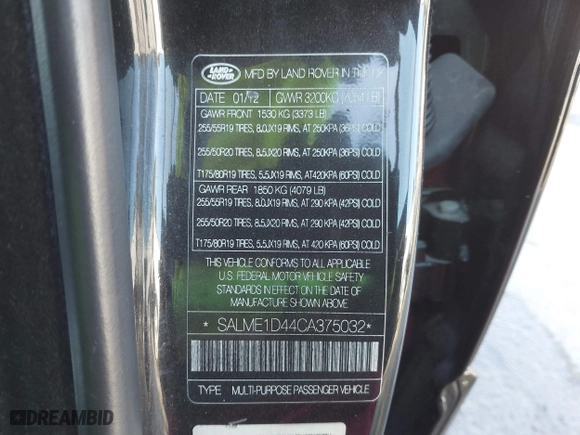 LAND ROVER
MFD BY LAND ROVER IN THE
DATE 01/12 GVWR 3200KG (7054 LB)
GAWR FRONT 1530 KG (3373 LB)
255/55R19 TIRES, 8.0JX19 RIMS, AT 250KPA (36PSI) COLD
255/50R20 TIRES, 8.5JX20 RIMS, AT 250KPA (36PSI) COLD
T175/80R19 TIRES, 5.5JX19 RIMS, AT420KPA (60PSI) COLD
GAWR REAR 1850 KG (4079 LB)
255/55R19 TIRES, 8.0JX19 RIMS, AT 290 KPA (42PSI) COLD
255/50R20 TIRES, 8.5JX20 RIMS, AT 290 KPA (42PSI) COLD
T175/80R19 TIRES, 5.5JX19 RIMS, AT 420 KPA (60PSI) COLD
THIS VEHICLE CONFORMS TO ALL APPLICABLE
U.S. FEDERAL MOTOR VEHICLE SAFETY
STANDARDS IN EFFECT ON THE DATE OF
MANUFACTURE SHOWN ABOVE
* SALME1D44CA375032*
TYPE MULTI-PURPOSE PASSENGER VEHICLE
DREAMBID